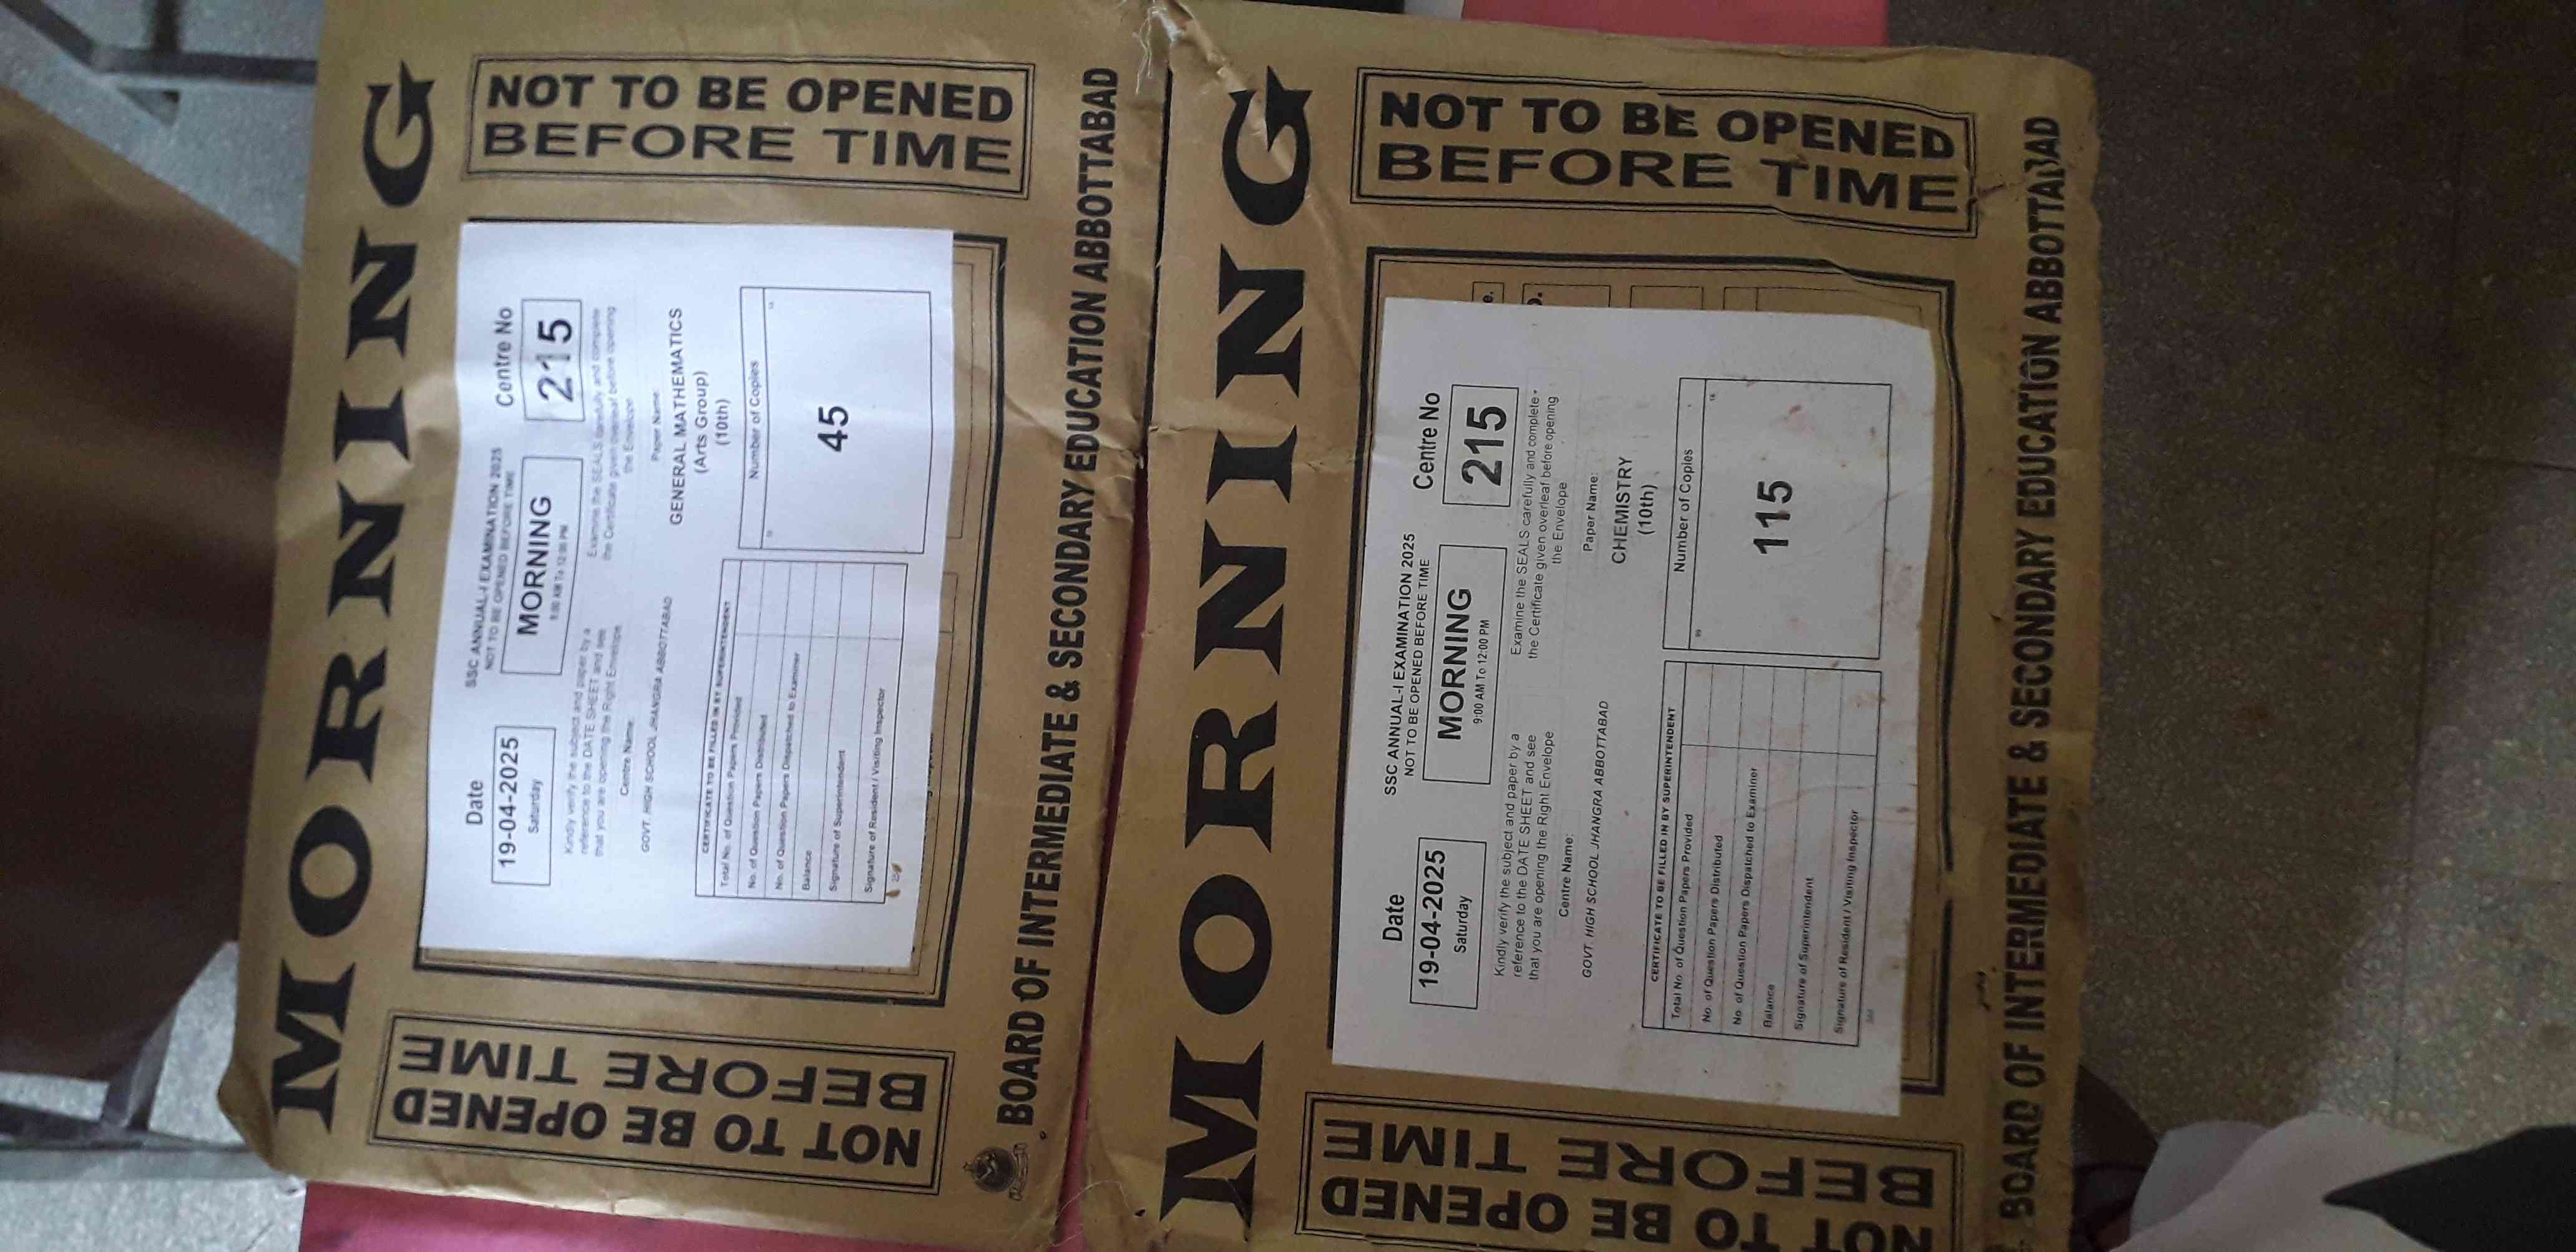 MORNING
NOT TO BE OPENED
BEFORE TIME
NOT TO BE OPENED
BEFORE TIME
Date
19-04-2025
Saturday
SSC ANNUAL-I EXAMINATION 2025
NOT TO BE OPENED BEFORE TIME
MORNING
9:00 AM To 12:00 PM
Centre No
215
Kindly verify the subject and paper by a
reference to the DATE SHEET and see
that you are opening the Right Envelope
Examine the SEALS carefully and complete
the Certificate given overleaf before opening
the Envelope
Centre Name:
GOVT. HIGH SCHOOL JHANGRA ABBOTTABAD
Paper Name:
GENERAL MATHEMATICS
(Arts Group)
(10th)
CERTIFICATE TO BE FILLED IN BY SUPERINTENDENT
Total No. of Question Papers Provided
No. of Question Papers Distributed
No. of Question Papers Dispatched to Examiner
Balance
Signature of Superintendent
Signature of Resident / Visiting Inspector
Number of Copies
45
BOARD OF INTERMEDIATE & SECONDARY EDUCATION ABBOTTABAD
MORNING
NOT TO BE OPENED
BEFORE TIME
NOT TO BE OPENED
BEFORE TIME
Date
19-04-2025
Saturday
SSC ANNUAL-I EXAMINATION 2025
NOT TO BE OPENED BEFORE TIME
MORNING
9:00 AM To 12:00 PM
Centre No
215
Kindly verify the subject and paper by a
reference to the DATE SHEET and see
that you are opening the Right Envelope
Examine the SEALS carefully and complete
the Certificate given overleaf before opening
the Envelope
Centre Name:
GOVT. HIGH SCHOOL JHANGRA ABBOTTABAD
Paper Name:
CHEMISTRY
(10th)
CERTIFICATE TO BE FILLED IN BY SUPERINTENDENT
Total No. of Question Papers Provided
No. of Question Papers Distributed
No. of Question Papers Dispatched to Examiner
Balance
Signature of Superintendent
Signature of Resident / Visiting Inspector
Number of Copies
115
BOARD OF INTERMEDIATE & SECONDARY EDUCATION ABBOTTABAD